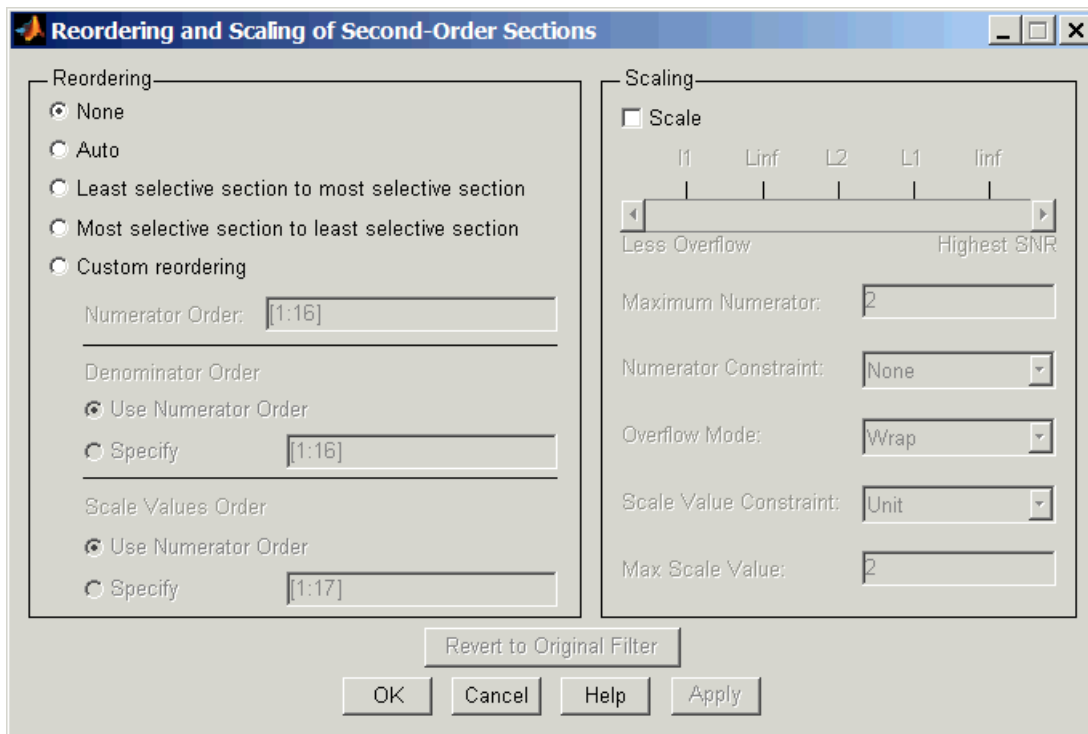 Reordering and Scaling of Second-Order Sections
Reordering
None
Auto
Least selective section to most selective section
Most selective section to least selective section
Custom reordering
Numerator Order: [1:16]
Denominator Order
Use Numerator Order
Specify [1:16]
Scale Values Order
Use Numerator Order
Specify [1:17]
Scaling
Scale
l1 Linf L2 L1 linf
Less Overflow Highest SNR
Maximum Numerator: 2
Numerator Constraint: None
Overflow Mode: Wrap
Scale Value Constraint: Unit
Max Scale Value: 2
Revert to Original Filter
OK Cancel Help Apply